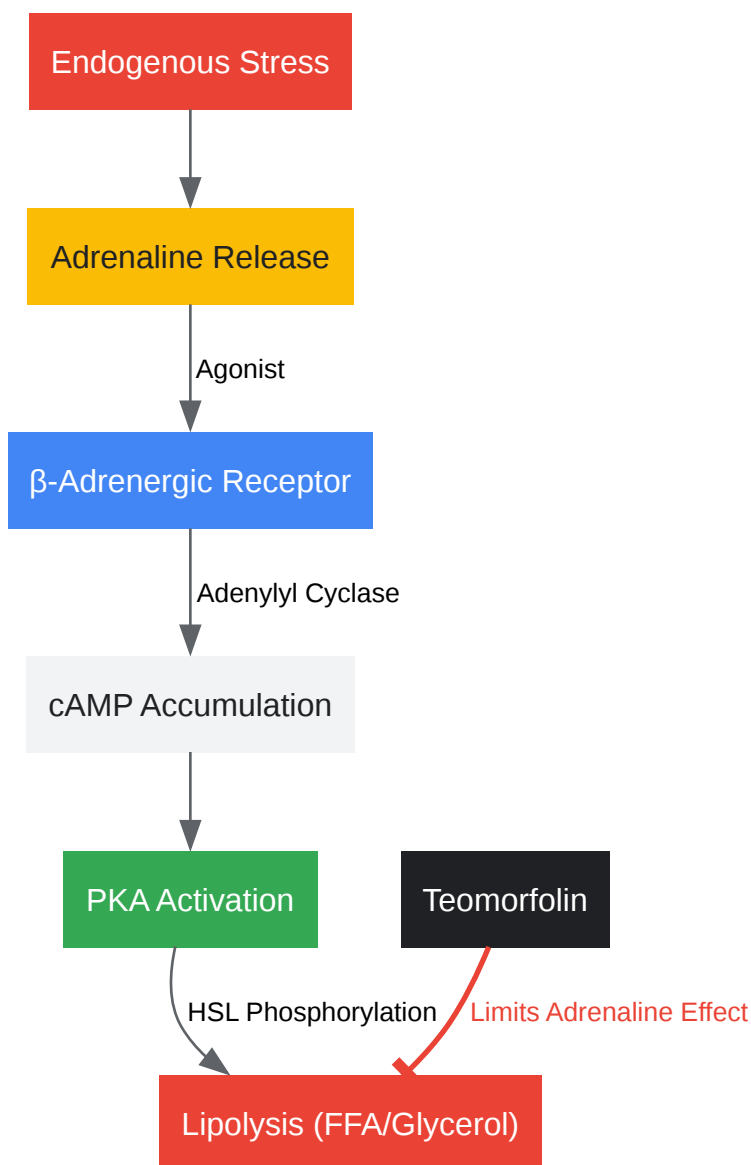 Endogenous Stress
Adrenaline Release
Agonist
β-Adrenergic Receptor
Adenylyl Cyclase
cAMP Accumulation
PKA Activation
Teomorfolin
HSL Phosphorylation
Limits Adrenaline Effect
Lipolysis (FFA/Glycerol)